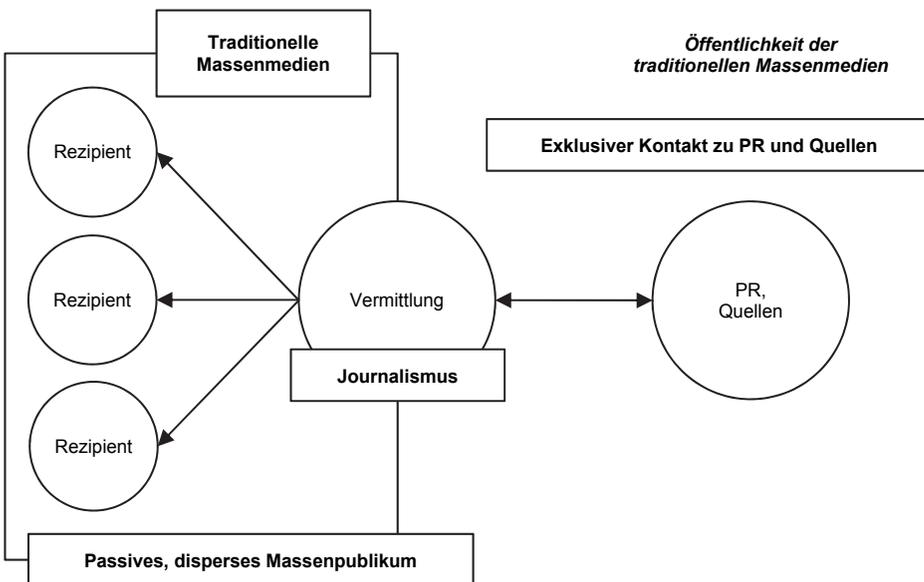 Traditionelle
Massenmedien
Öffentlichkeit der
traditionellen Massenmedien
Exklusiver Kontakt zu PR und Quellen
Rezipient
Rezipient
Rezipient
Vermittlung
Journalismus
PR,
Quellen
Passives, disperses Massenpublikum